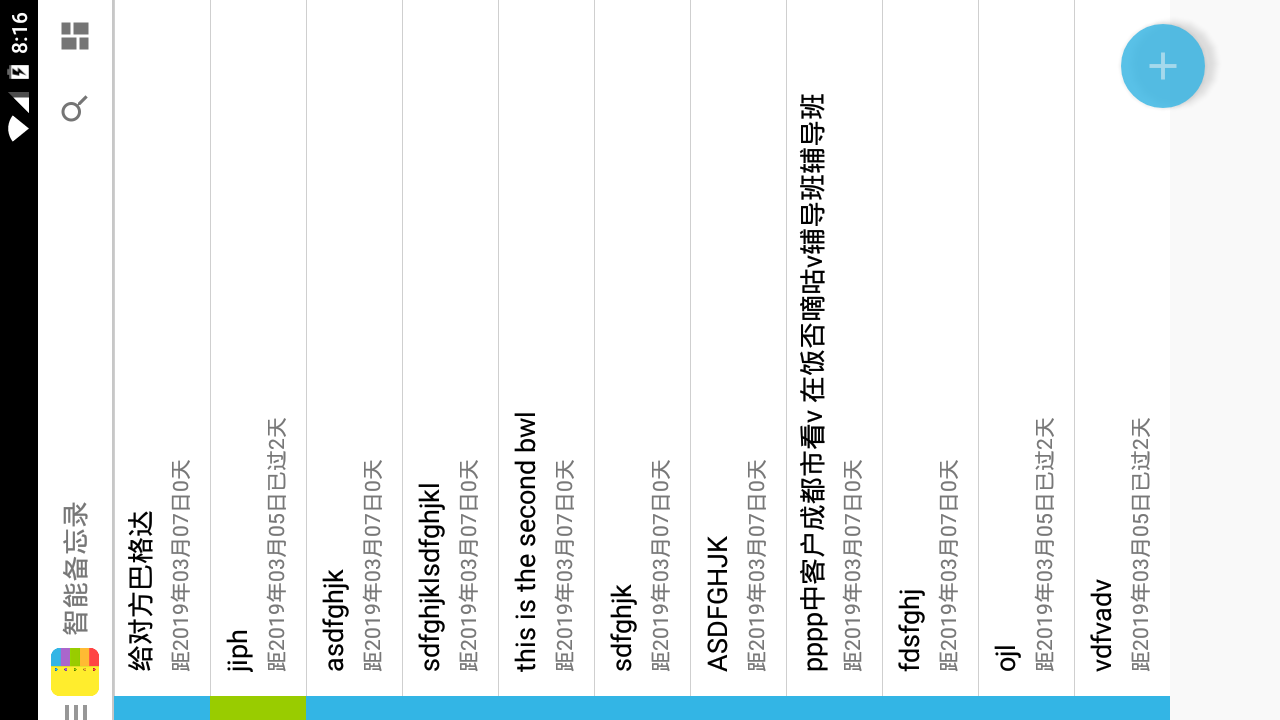 8:16
智能备忘录
给对方巴格达
距2019年03月07日0天
jiph
距2019年03月05日已过2天
asdfghjk
距2019年03月07日0天
sdfghjklsdfghjkl
距2019年03月07日0天
this is the second bwl
距2019年03月07日0天
sdfghjk
距2019年03月07日0天
ASDFGHJK
距2019年03月07日0天
pppp中客户成都市看v 在饭否嘀咕v辅导班辅导班
距2019年03月07日0天
fdsfghj
距2019年03月07日0天
ojl
距2019年03月05日已过2天
vdfvadv
距2019年03月05日已过2天